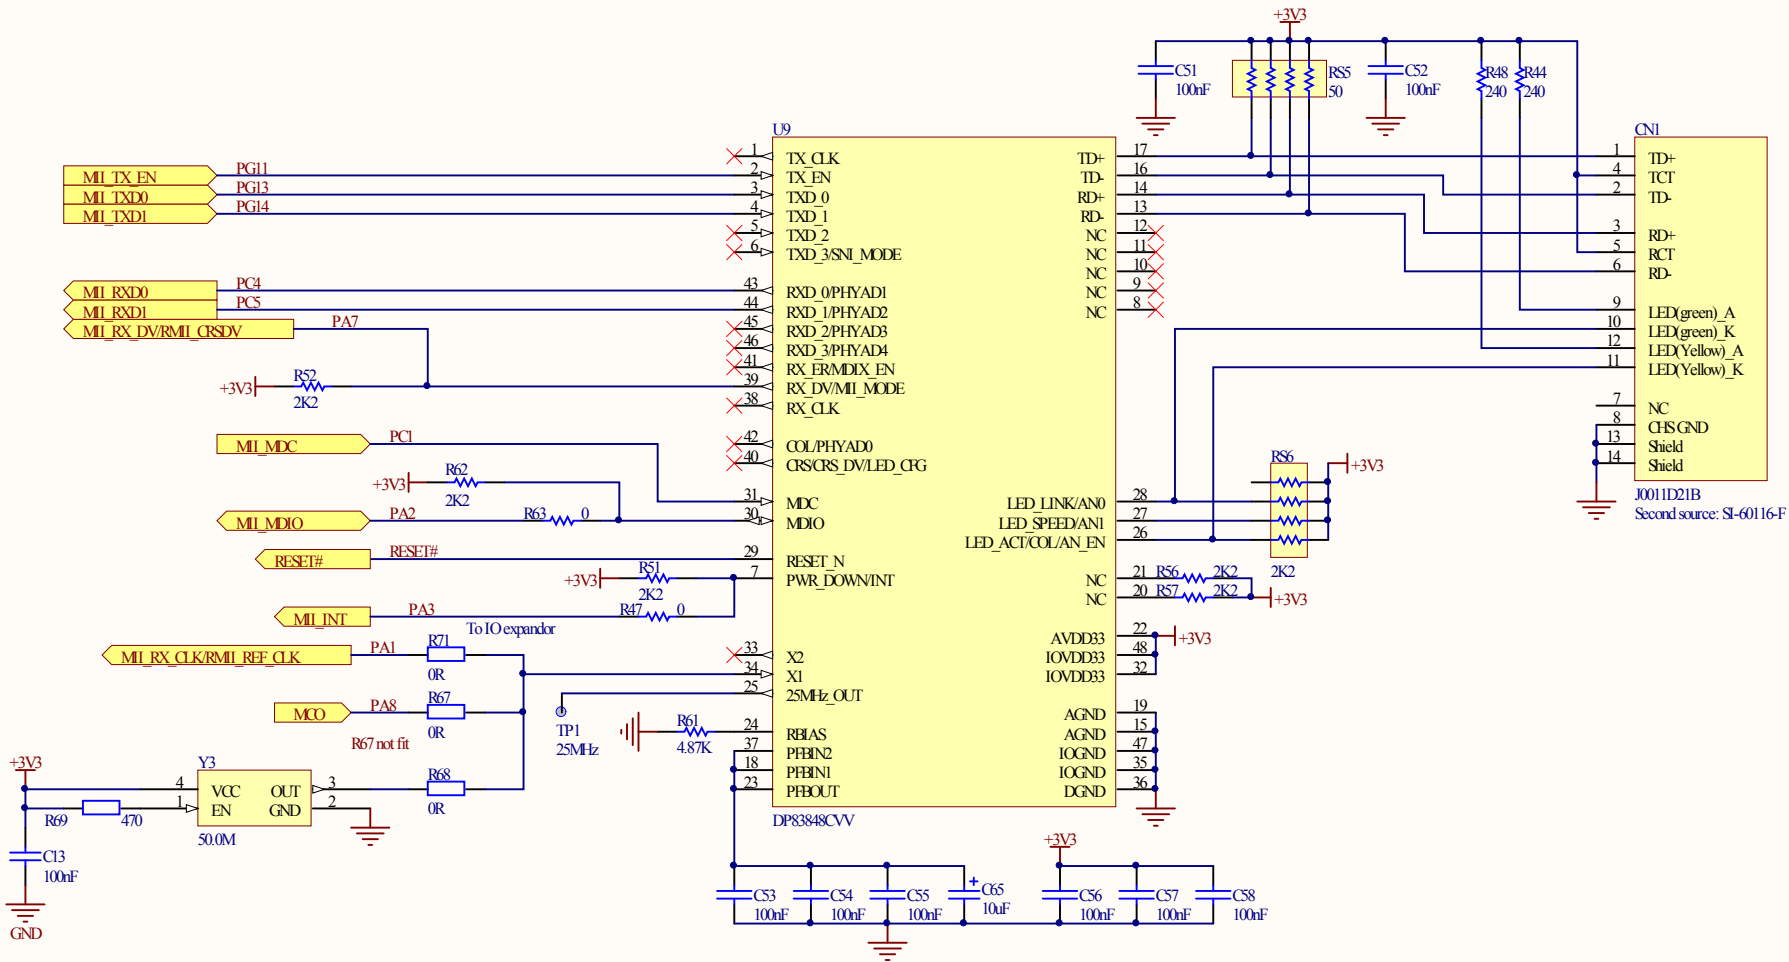 +3V3
C51
100nF
RS5
50
C52
100nF
R48
240
R44
240
U9
CN1
MII_TX_EN
PG11
MII_TXD0
PG13
MII_TXD1
PG14
1 TX_CLK
2 TX_EN
3 TXD_0
4 TXD_1
5 TXD_2
6 TXD_3/SNI_MODE
TD+ 17
TD- 16
RD+ 14
RD- 13
NC 12
NC 11
NC 10
NC 9
NC 8
1 TD+
4 TCT
2 TD-
3 RD+
5 RCT
6 RD-
9 LED(green)_A
10 LED(green)_K
12 LED(Yellow)_A
11 LED(Yellow)_K
7 NC
8 CHS GND
13 Shield
14 Shield
J0011D21B
Second source: SI-60116-F
MII_RXD0
PC4
MII_RXD1
PC5
MII_RX_DV/RMII_CRSDV
PA7
43 RXD_0/PHYAD1
44 RXD_1/PHYAD2
45 RXD_2/PHYAD3
46 RXD_3/PHYAD4
41 RX_ER/MDIX_EN
39 RX_DV/MII_MODE
38 RX_CLK
+3V3
R52
2K2
MII_MDC
PC1
42 COL/PHYAD0
40 CRS/CRS_DV/LED_CFG
+3V3
R62
2K2
MII_MDIO
PA2
R63 0
31 MDC
30 MDIO
LED_LINK/AN0 28
LED_SPEED/AN1 27
LED_ACT/COL/AN_EN 26
RS6
+3V3
2K2
RESET#
RESET#
29 RESET_N
7 PWR_DOWN/INT
+3V3
R51
2K2
MII_INT
PA3
R47 0
To IO expandor
NC 21
R56 2K2
NC 20
R57 2K2
+3V3
MII_RX_CLK/RMII_REF_CLK
PA1
R71
0R
33 X2
34 X1
25 25MHz_OUT
AVDD33 22
IOVDD33 48
IOVDD33 32
+3V3
MCO
PA8
R67
0R
R67 not fit
TP1
25MHz
R61
4.87K
24 RBIAS
37 PFBIN2
18 PFBIN1
23 PFBOUT
AGND 19
AGND 15
IOGND 47
IOGND 35
DGND 36
DP83848CVV
+3V3
Y3
4 VCC
1 EN
OUT 3
GND 2
50.0M
R68
0R
R69 470
C13
100nF
GND
C53
100nF
C54
100nF
C55
100nF
+
C65
10uF
+3V3
C56
100nF
C57
100nF
C58
100nF